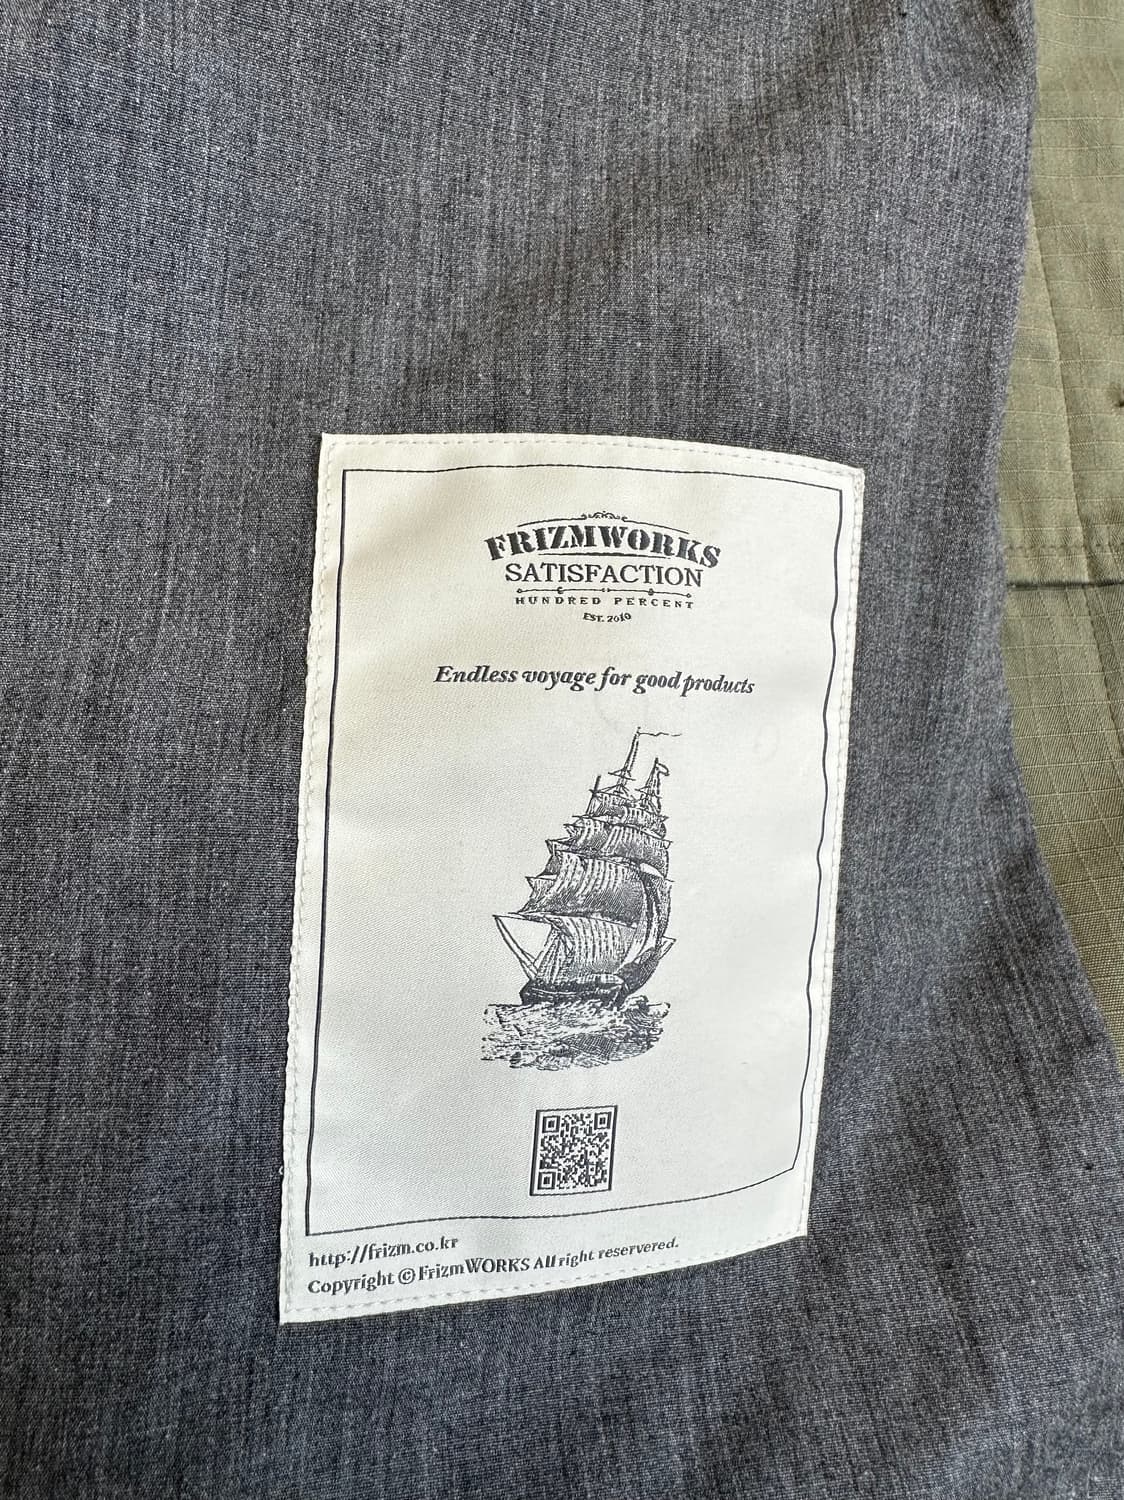 FRIZMWORKS
SATISFACTION
HUNDRED PERCENT
EST. 2010
Endless voyage for good products
http://frizm.co.kr
Copyright © FrizmWORKS All right reservered.